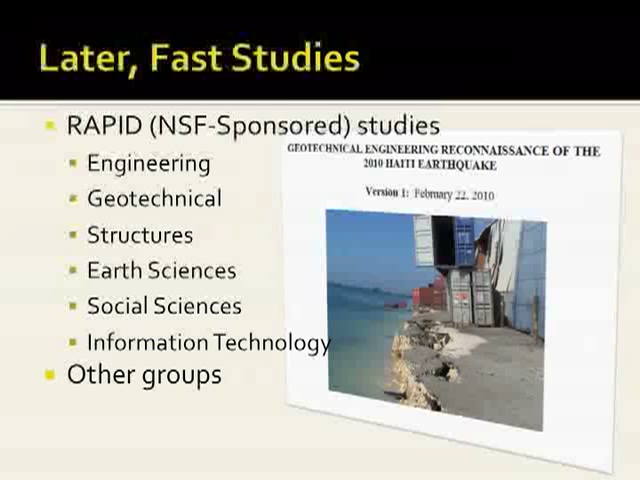 Later, Fast Studies
RAPID (NSF-Sponsored) studies
Engineering
Geotechnical
Structures
Earth Sciences
Social Sciences
Information Technology
Other groups
GEOTECHNICAL ENGINEERING RECONNAISSANCE OF THE
2010 HAITI EARTHQUAKE
Version 1: February 22, 2010